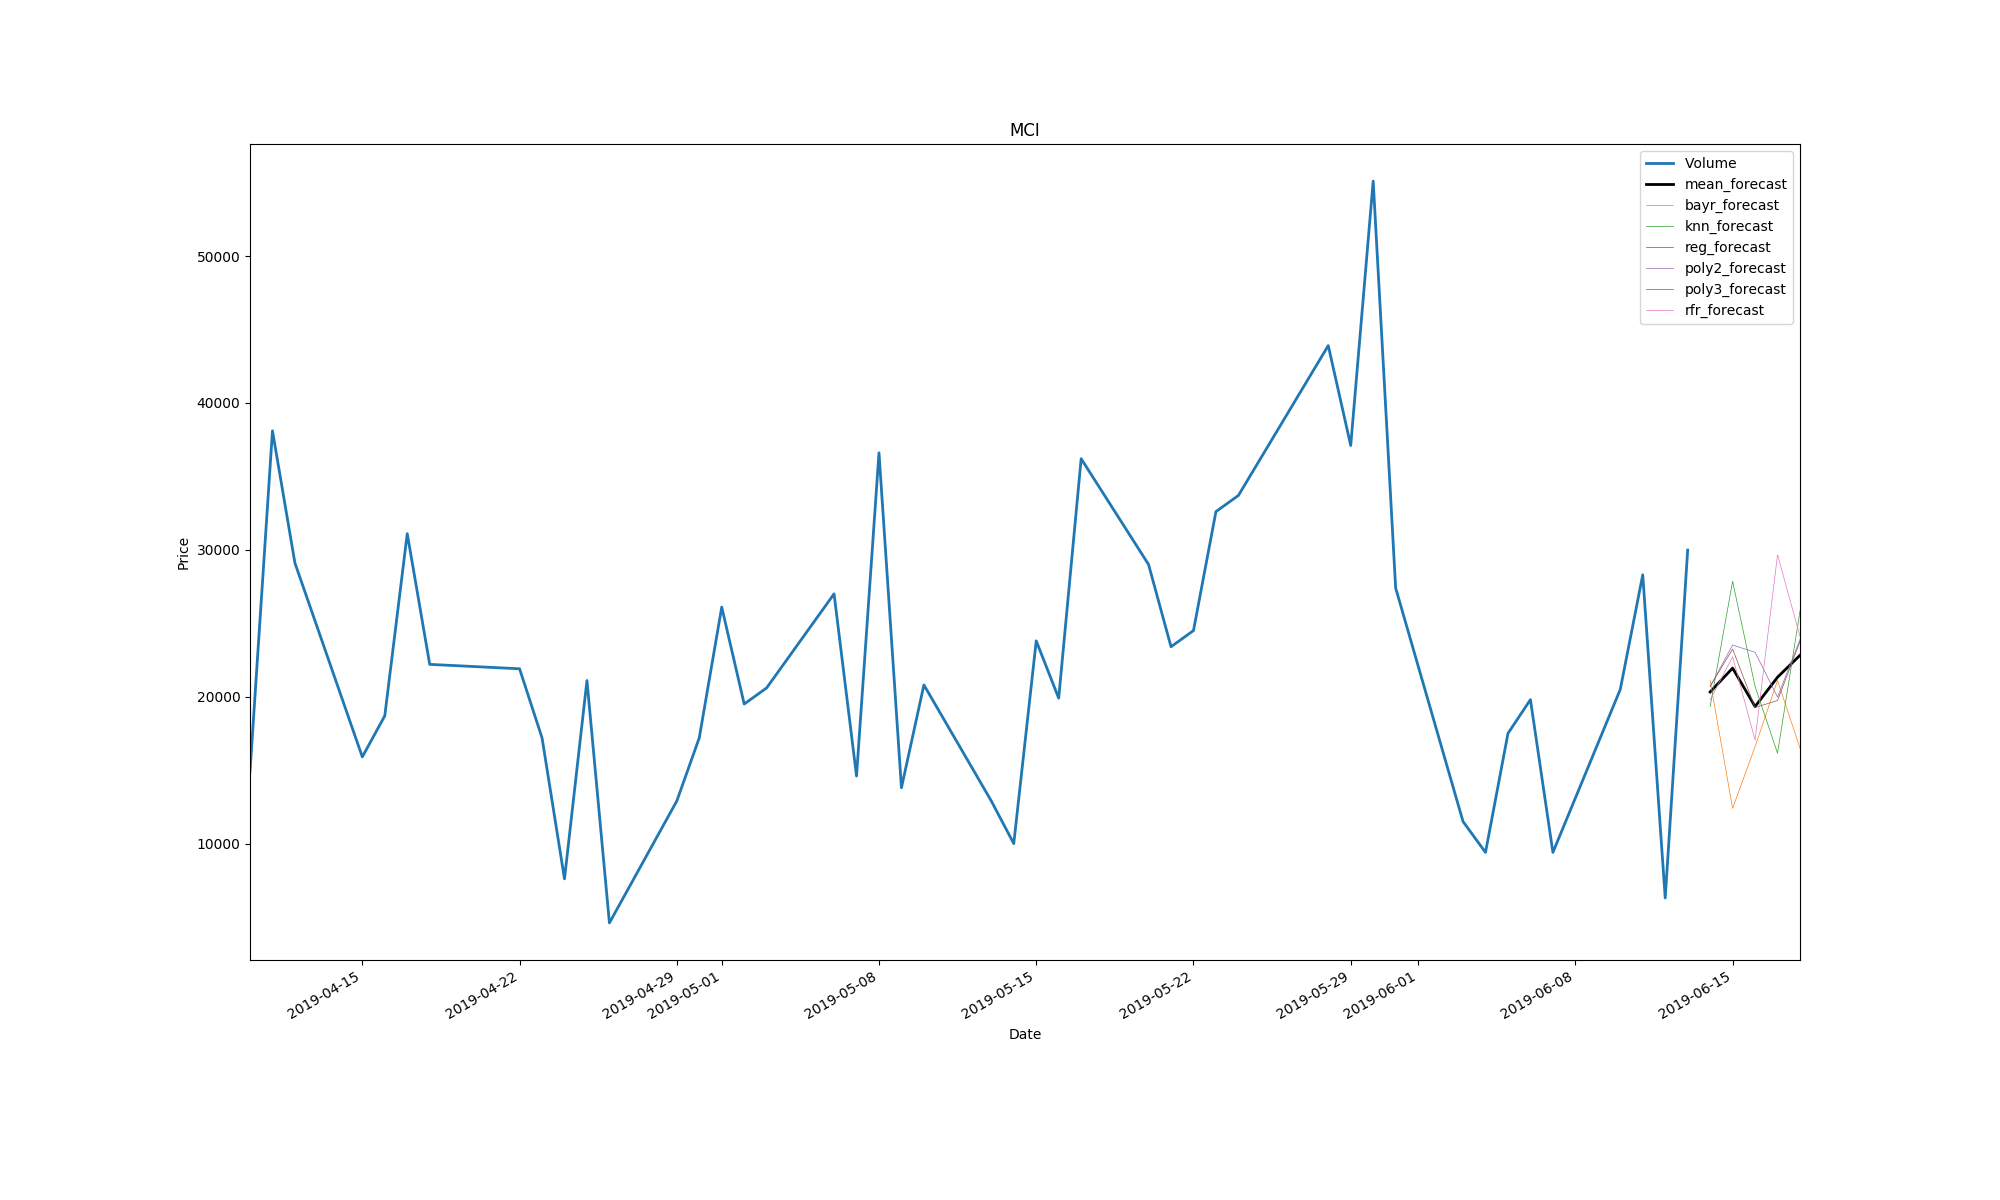 MCI
Volume
mean_forecast
bayr_forecast
knn_forecast
reg_forecast
poly2_forecast
poly3_forecast
rfr_forecast
Price
50000
40000
30000
20000
10000
2019-04-15
2019-04-22
2019-04-29
2019-05-01
2019-05-08
2019-05-15
2019-05-22
2019-05-29
2019-06-01
2019-06-08
2019-06-15
Date